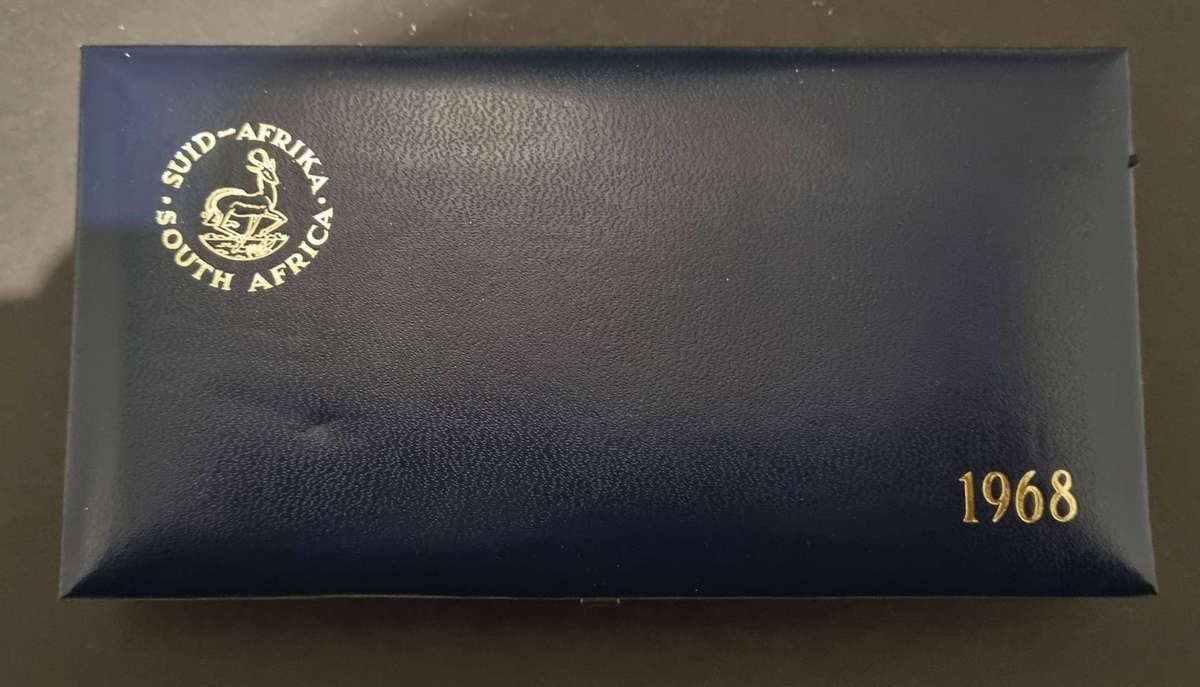 · SUID-AFRIKA ·
SOUTH AFRICA
1968